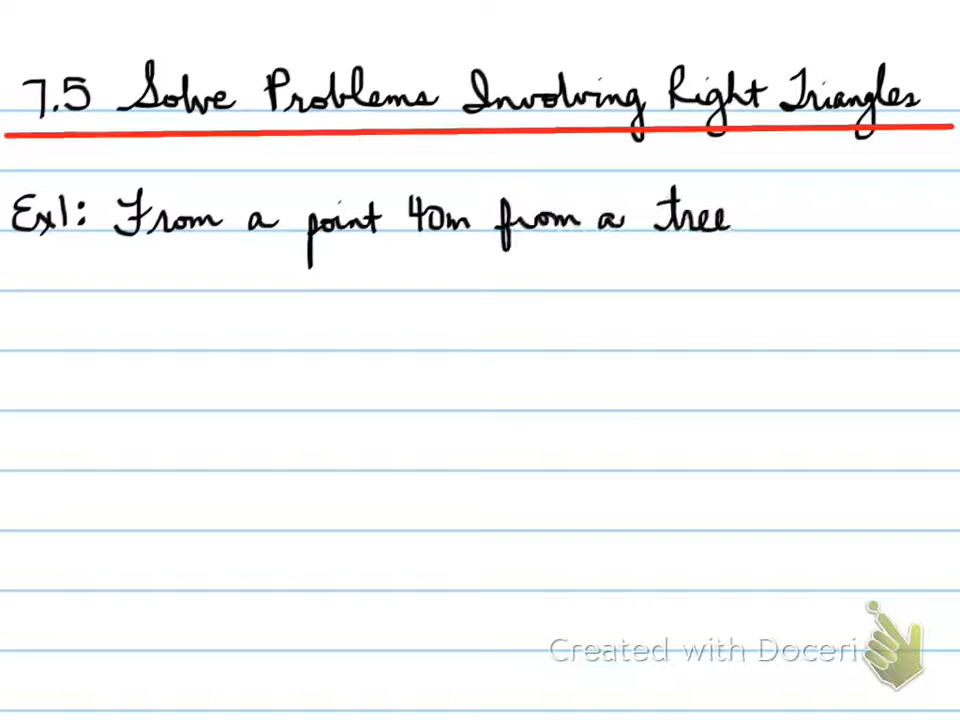 7.5 Solve Problems Involving Right Triangles
Ex1: From a point 40m from a tree
Created with Doceri